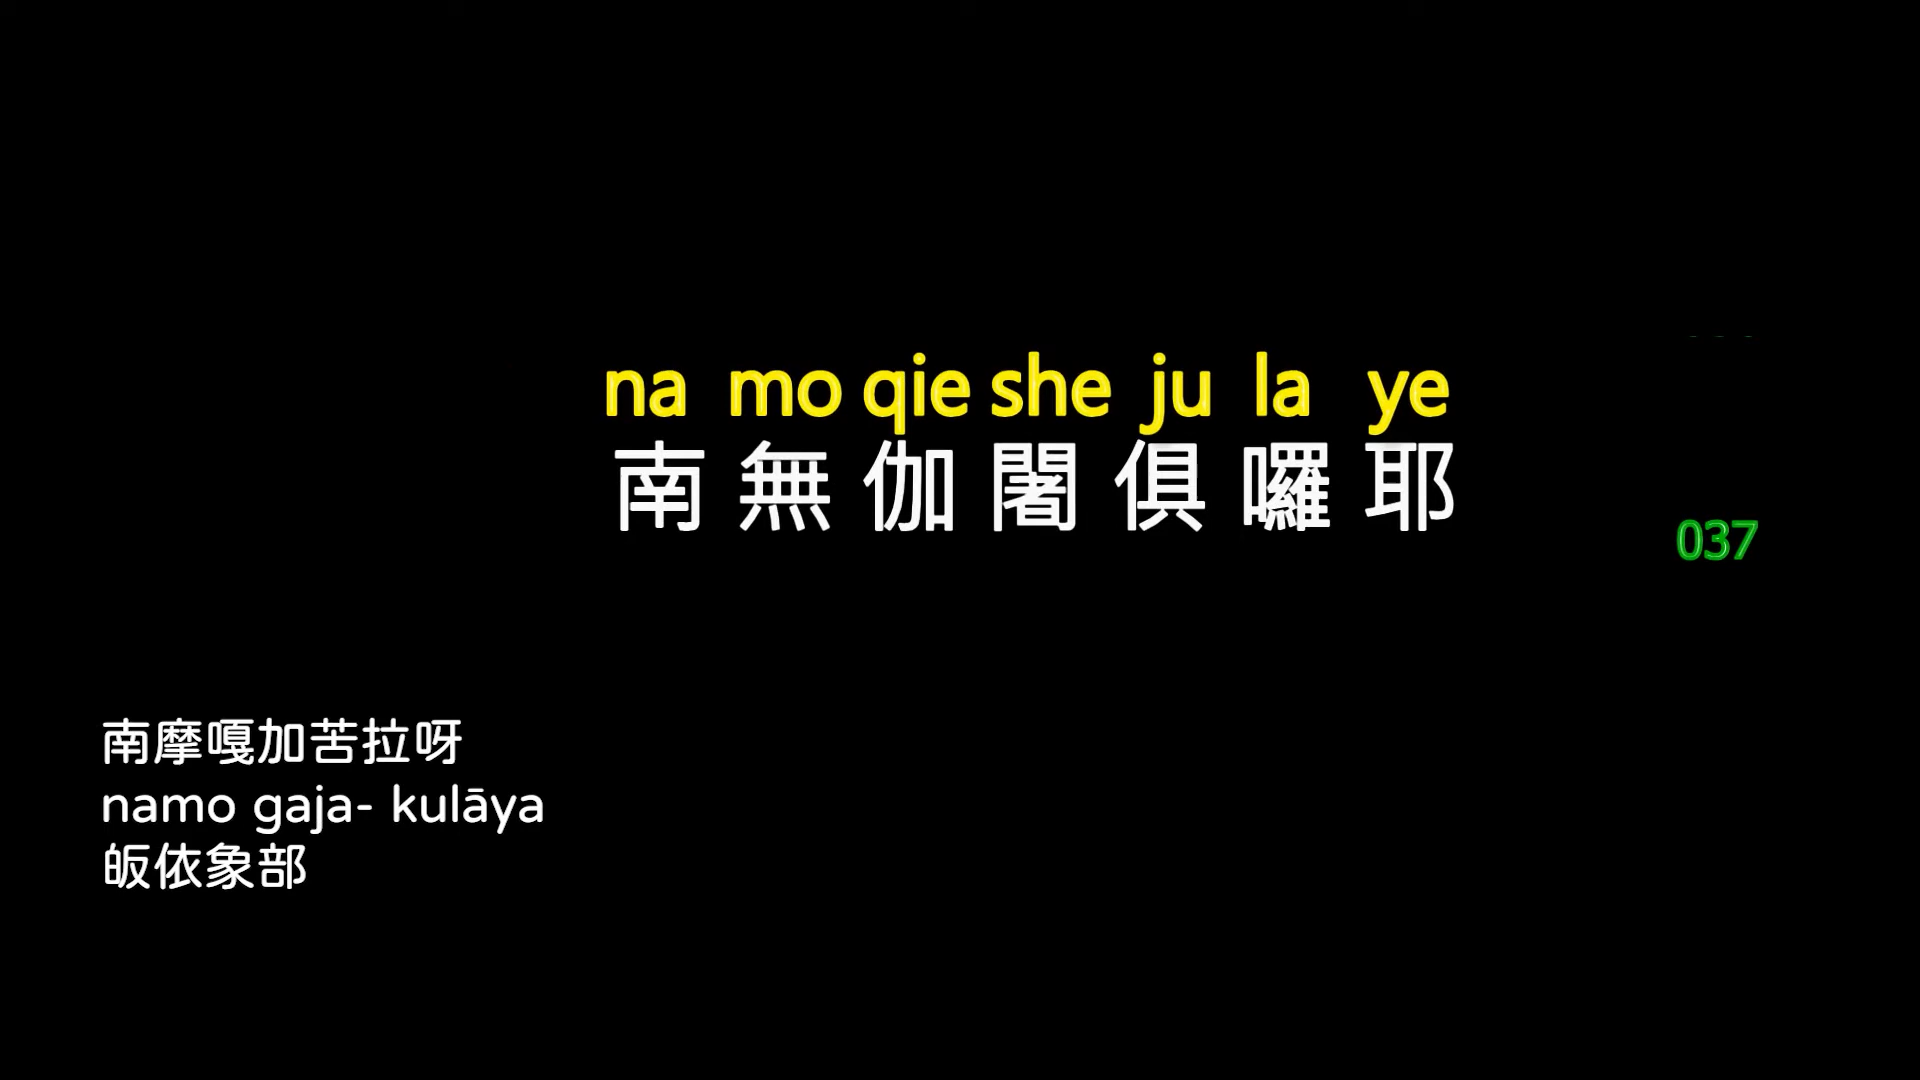 na mo qie she ju la ye
南無伽闍俱囉耶
037
南摩嘎加苦拉呀
namo gaja- kulāya
皈依象部